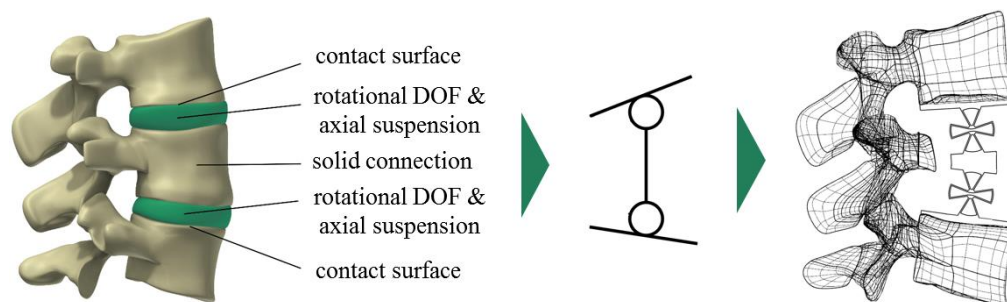 contact surface
rotational DOF &
axial suspension
solid connection
rotational DOF &
axial suspension
contact surface